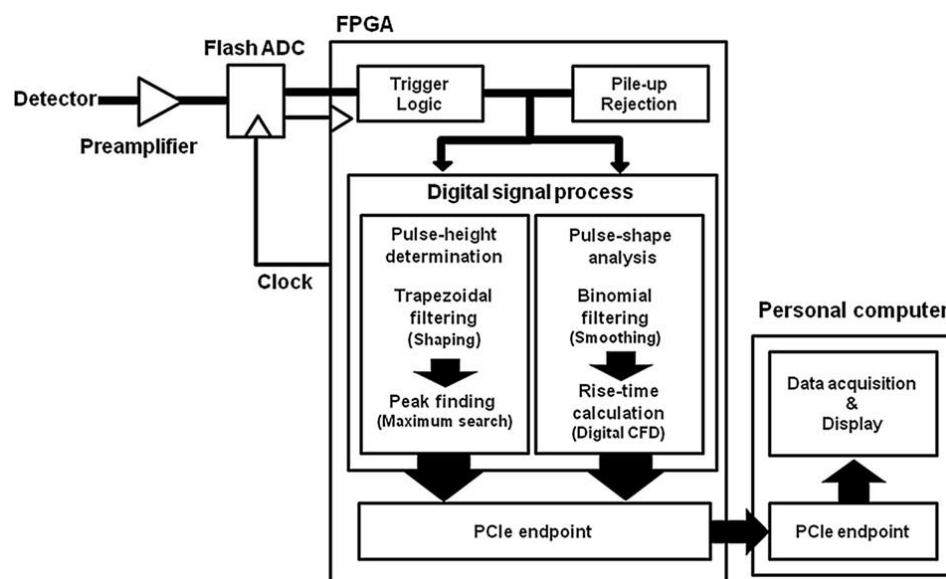 FPGA
Flash ADC
Detector
Preamplifier
Clock
Trigger
Logic
Pile-up
Rejection
Digital signal process
Pulse-height
determination
Trapezoidal
filtering
(Shaping)
Peak finding
(Maximum search)
Pulse-shape
analysis
Binomial
filtering
(Smoothing)
Rise-time
calculation
(Digital CFD)
PCIe endpoint
Personal computer
Data acquisition
&
Display
PCIe endpoint